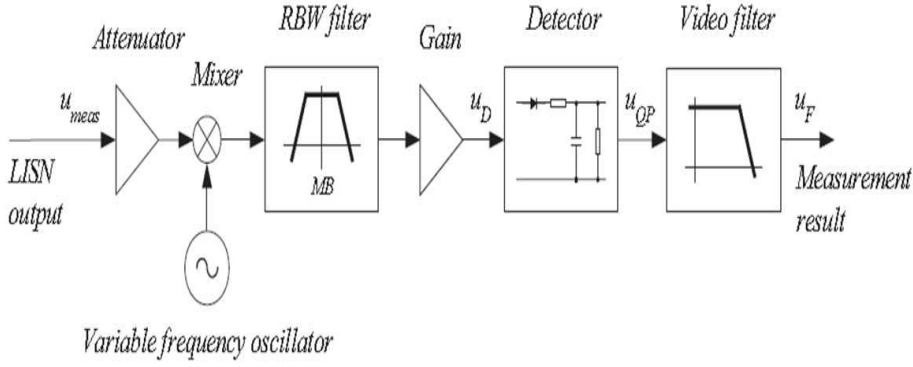 Attenuator
Mixer
RBW filter
Gain
Detector
Video filter
u_meas
u_D
u_QP
u_F
LISN
output
MB
Measurement
result
Variable frequency oscillator